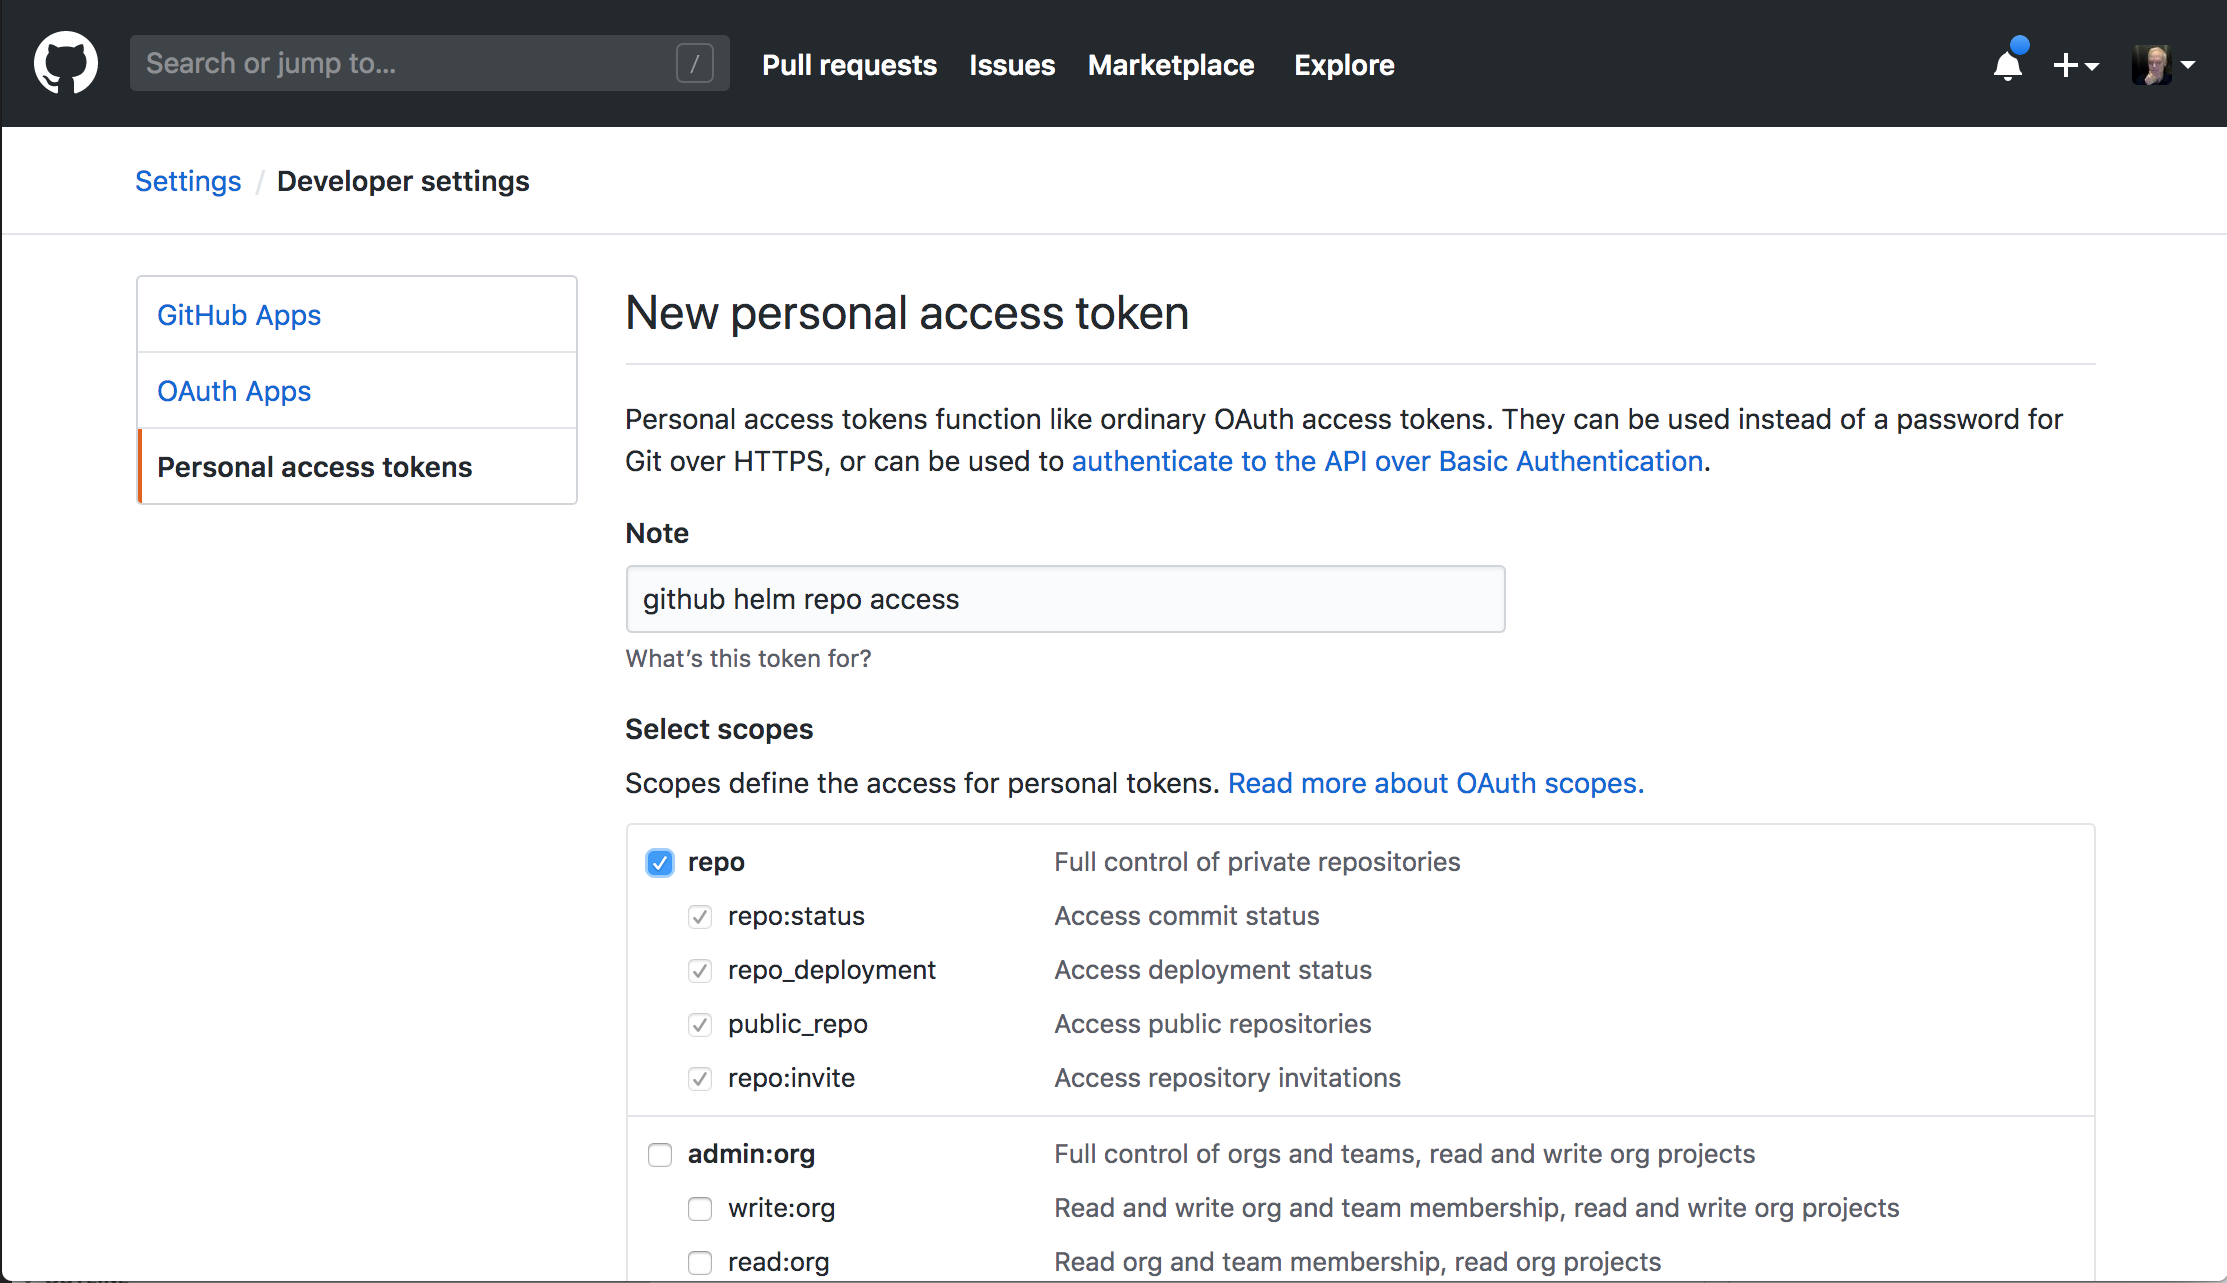 Search or jump to... /
Pull requests Issues Marketplace Explore
Settings / Developer settings
GitHub Apps
OAuth Apps
Personal access tokens
New personal access token
Personal access tokens function like ordinary OAuth access tokens. They can be used instead of a password for
Git over HTTPS, or can be used to authenticate to the API over Basic Authentication.
Note
github helm repo access
What's this token for?
Select scopes
Scopes define the access for personal tokens. Read more about OAuth scopes.
repo Full control of private repositories
repo:status Access commit status
repo_deployment Access deployment status
public_repo Access public repositories
repo:invite Access repository invitations
admin:org Full control of orgs and teams, read and write org projects
write:org Read and write org and team membership, read and write org projects
read:org Read org and team membership, read org projects